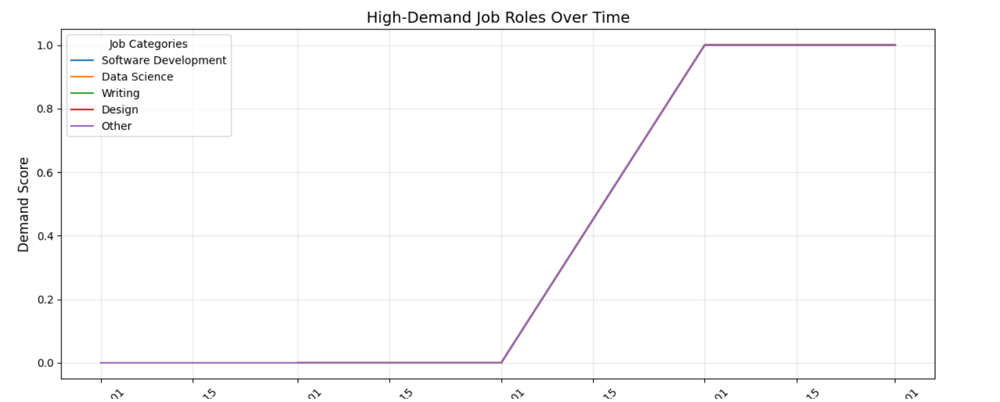 High-Demand Job Roles Over Time
Job Categories
Software Development
Data Science
Writing
Design
Other
Demand Score
1.0
0.8
0.6
0.4
0.2
0.0
01
15
01
15
01
15
01
15
01